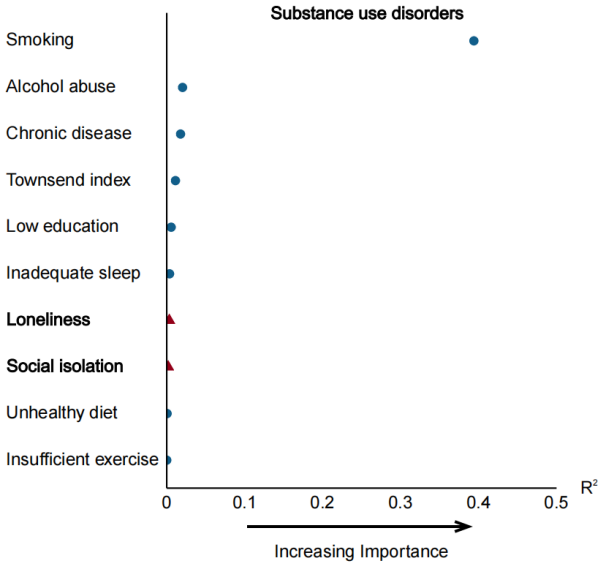 Substance use disorders
Smoking
Alcohol abuse
Chronic disease
Townsend index
Low education
Inadequate sleep
Loneliness
Social isolation
Unhealthy diet
Insufficient exercise
R²
0 0.1 0.2 0.3 0.4 0.5
Increasing Importance